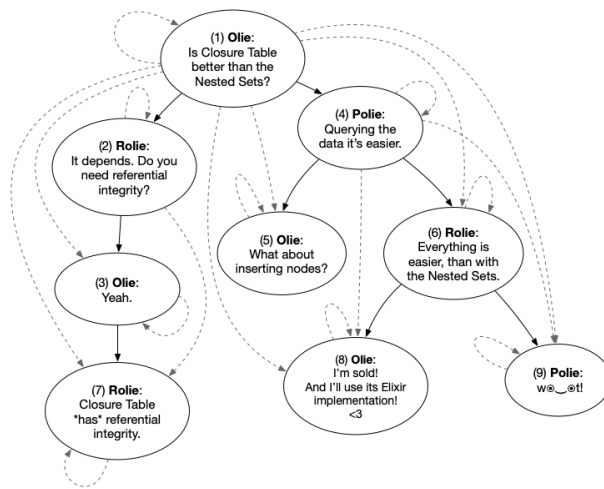 (1) Olie:
Is Closure Table
better than the
Nested Sets?
(2) Rolie:
It depends. Do you
need referential
integrity?
(3) Olie:
Yeah.
(4) Polie:
Querying the
data it's easier.
(5) Olie:
What about
inserting nodes?
(6) Rolie:
Everything is
easier, than with
the Nested Sets.
(7) Rolie:
Closure Table
*has* referential
integrity.
(8) Olie:
I'm sold!
And I'll use its Elixir
implementation!
<3
(9) Polie:
w⊙‿⊙t!